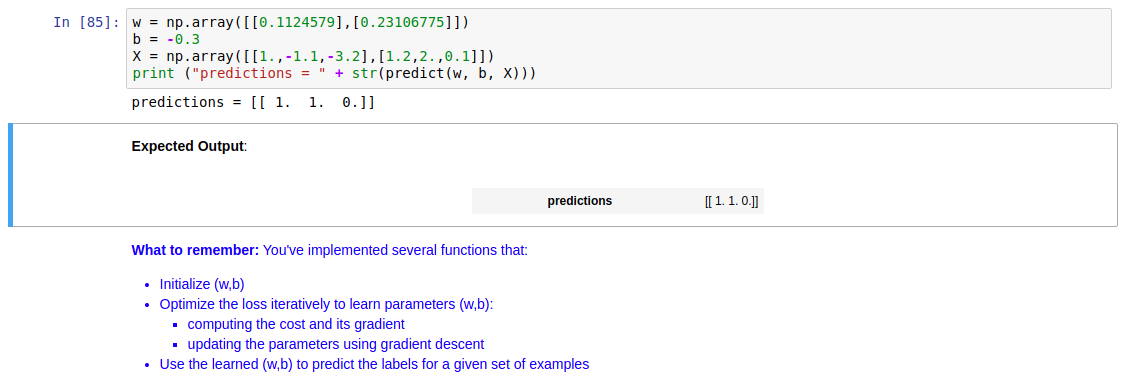 In [85]: w = np.array([[0.1124579],[0.23106775]])
b = -0.3
X = np.array([[1.,-1.1,-3.2],[1.2,2.,0.1]])
print ("predictions = " + str(predict(w, b, X)))
predictions = [[ 1.  1.  0.]]
Expected Output:
predictions [[ 1. 1. 0.]]
What to remember: You've implemented several functions that:
• Initialize (w,b)
• Optimize the loss iteratively to learn parameters (w,b):
▪ computing the cost and its gradient
▪ updating the parameters using gradient descent
• Use the learned (w,b) to predict the labels for a given set of examples